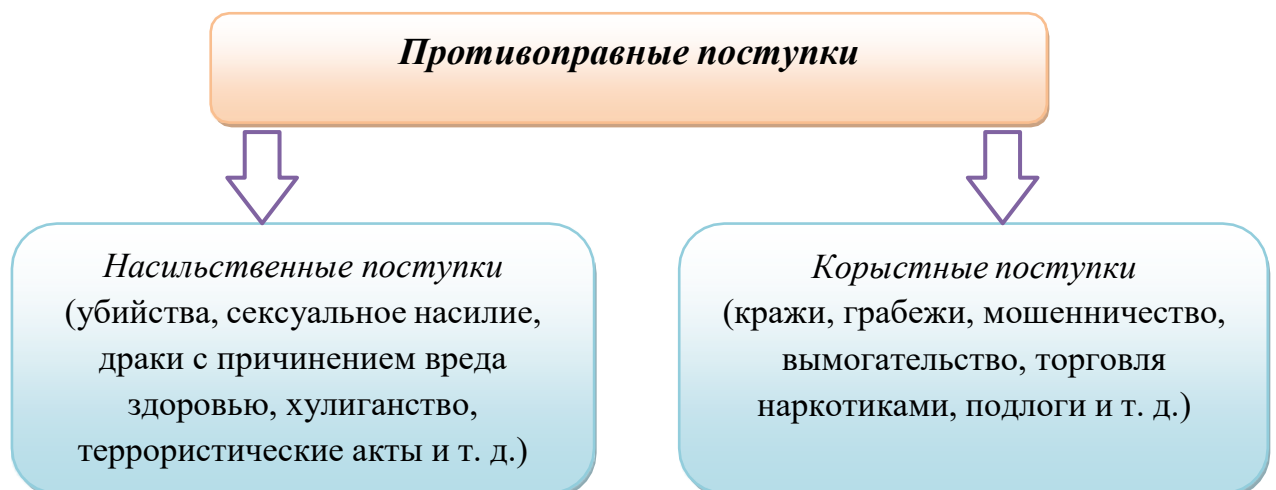 Противоправные поступки
Насильственные поступки
(убийства, сексуальное насилие,
драки с причинением вреда
здоровью, хулиганство,
террористические акты и т. д.)
Корыстные поступки
(кражи, грабежи, мошенничество,
вымогательство, торговля
наркотиками, подлоги и т. д.)